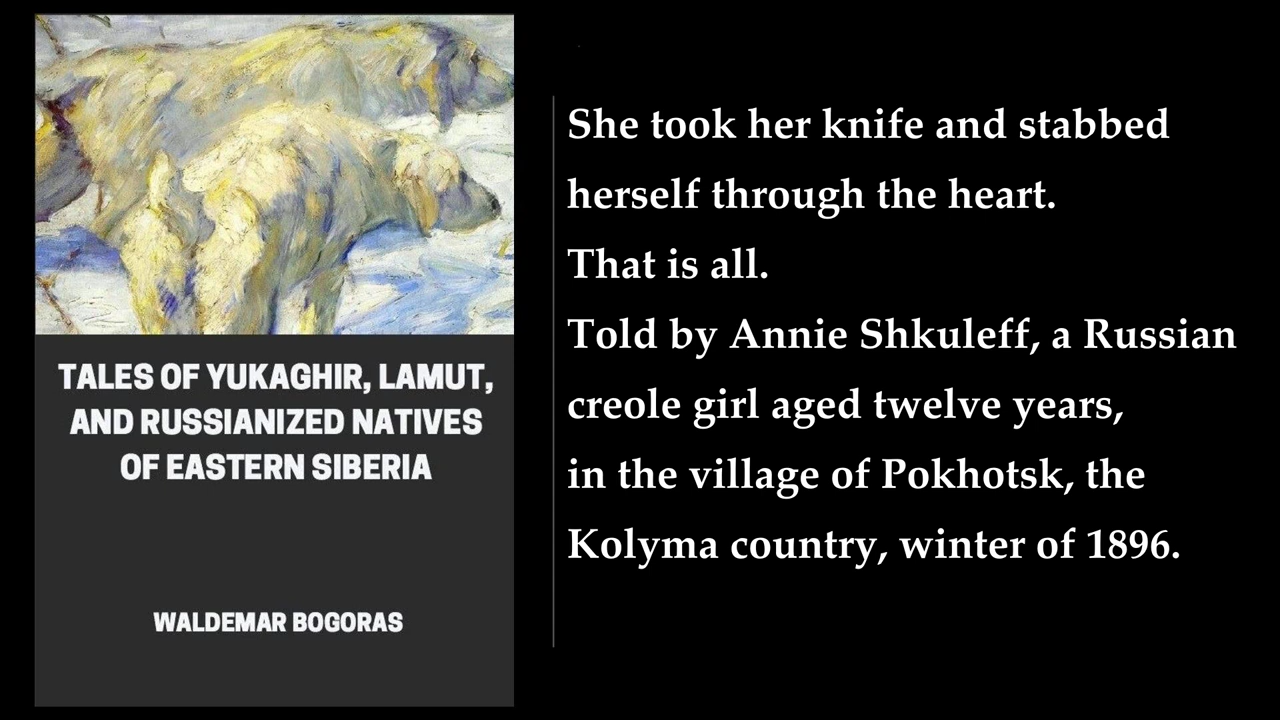 TALES OF YUKAGHIR, LAMUT,
AND RUSSIANIZED NATIVES
OF EASTERN SIBERIA
WALDEMAR BOGORAS
She took her knife and stabbed
herself through the heart.
That is all.
Told by Annie Shkuleff, a Russian
creole girl aged twelve years,
in the village of Pokhotsk, the
Kolyma country, winter of 1896.